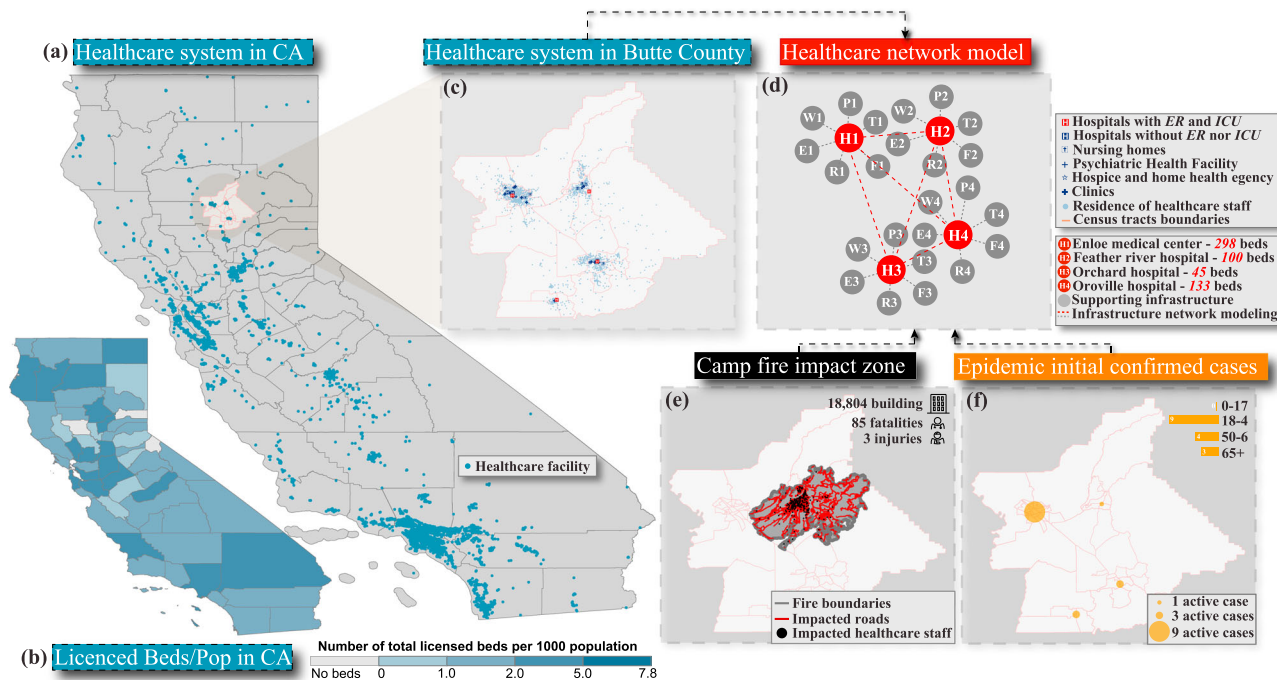 (a) Healthcare system in CA
Healthcare system in Butte County
Healthcare network model
(c)
(d)
P1
W1
T1
H1
E1
R1
F1
P2
W2
T2
H2
E2
F2
R2
P4
W4
T4
E4
H4
F4
R4
P3
W3
H3
T3
E3
F3
R3
Hospitals with ER and ICU
Hospitals without ER nor ICU
Nursing homes
Psychiatric Health Facility
Hospice and home health egency
Clinics
Residence of healthcare staff
Census tracts boundaries
H1 Enloe medical center - 298 beds
H2 Feather river hospital - 100 beds
H3 Orchard hospital - 45 beds
H4 Oroville hospital - 133 beds
Supporting infrastructure
Infrastructure network modeling
Healthcare facility
(b) Licenced Beds/Pop in CA
Number of total licensed beds per 1000 population
No beds 0 1.0 2.0 5.0 7.8
Camp fire impact zone
(e)
18,804 building
85 fatalities
3 injuries
Fire boundaries
Impacted roads
Impacted healthcare staff
Epidemic initial confirmed cases
(f)
0-17
18-4
50-6
65+
1 active case
3 active cases
9 active cases